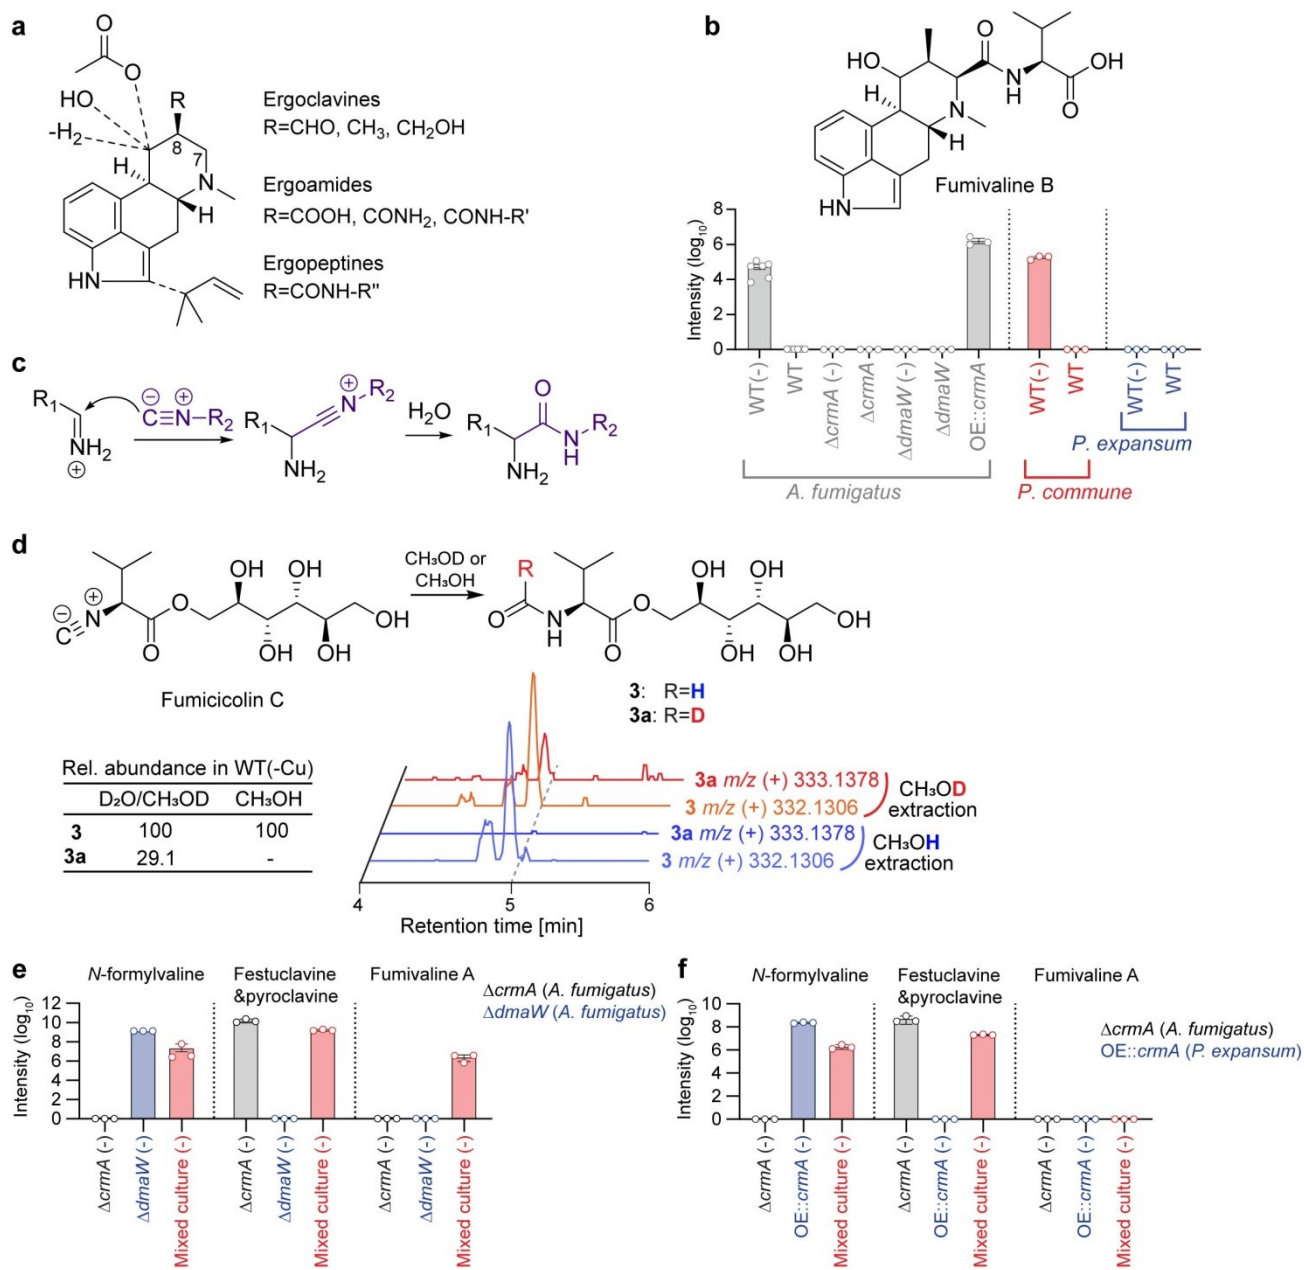 a
O
O
HO
-H₂
R
8
7
H
N
H
HN
Ergoclavines
R=CHO, CH₃, CH₂OH
Ergoamides
R=COOH, CONH₂, CONH-R'
Ergopeptines
R=CONH-R''
b
HO
O
OH
N
H
O
H
N
H
HN
Fumivaline B
Intensity (log₁₀)
8
6
4
2
0
WT(-)
WT
ΔcrmA (-)
ΔcrmA
ΔdmaW (-)
ΔdmaW
OE::crmA
WT(-)
WT
WT(-)
WT
A. fumigatus
P. commune
P. expansum
c
R₁
NH₂
⊕
⊖ ⊕
C≡N-R₂
R₁
⊕
N-R₂
NH₂
H₂O
O
R₁
N
H
R₂
NH₂
d
⊖ ⊕
C≡N
O
O
OH
OH
OH
OH
OH
Fumicicolin C
CH₃OD or
CH₃OH
R
O
N
H
O
O
OH
OH
OH
OH
OH
3: R=H
3a: R=D
Rel. abundance in WT(-Cu)
D₂O/CH₃OD CH₃OH
3 100 100
3a 29.1 -
3a m/z (+) 333.1378
3 m/z (+) 332.1306
CH₃OD
extraction
3a m/z (+) 333.1378
3 m/z (+) 332.1306
CH₃OH
extraction
4 5 6
Retention time [min]
e
N-formylvaline
Festuclavine
&pyroclavine
Fumivaline A
ΔcrmA (A. fumigatus)
ΔdmaW (A. fumigatus)
Intensity (log₁₀)
12
10
8
6
4
2
0
ΔcrmA (-)
ΔdmaW (-)
Mixed culture (-)
ΔcrmA (-)
ΔdmaW (-)
Mixed culture (-)
ΔcrmA (-)
ΔdmaW (-)
Mixed culture (-)
f
N-formylvaline
Festuclavine
&pyroclavine
Fumivaline A
ΔcrmA (A. fumigatus)
OE::crmA (P. expansum)
Intensity (log₁₀)
10
8
6
4
2
0
ΔcrmA (-)
OE::crmA (-)
Mixed culture (-)
ΔcrmA (-)
OE::crmA (-)
Mixed culture (-)
ΔcrmA (-)
OE::crmA (-)
Mixed culture (-)